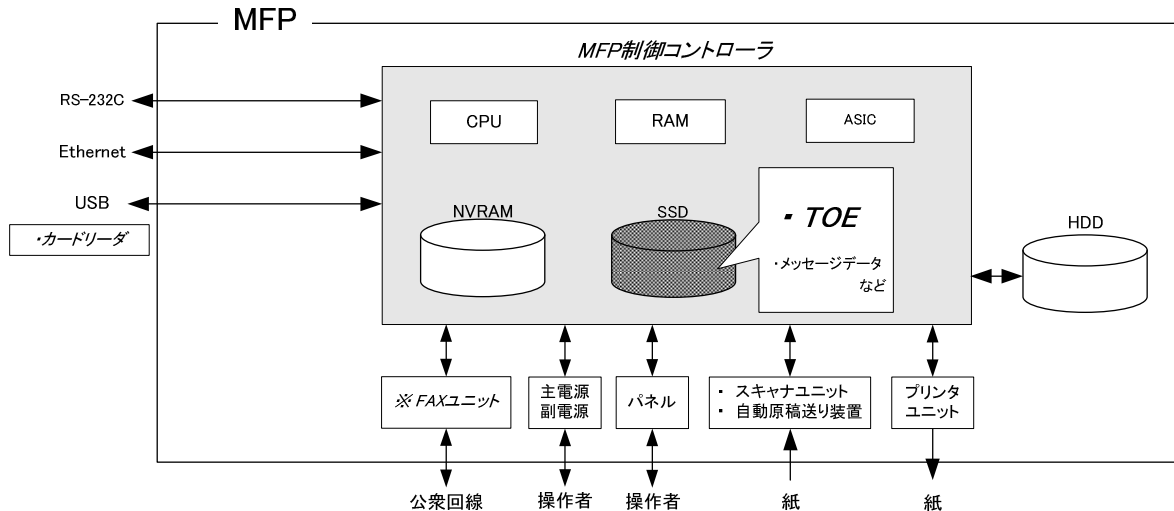 MFP
MFP制御コントローラ
RS-232C
CPU
RAM
ASIC
Ethernet
USB
・カードリーダ
NVRAM
SSD
・TOE
・メッセージデータ
など
HDD
※FAXユニット
主電源
副電源
パネル
・ スキャナユニット
・ 自動原稿送り装置
プリンタ
ユニット
公衆回線
操作者
操作者
紙
紙